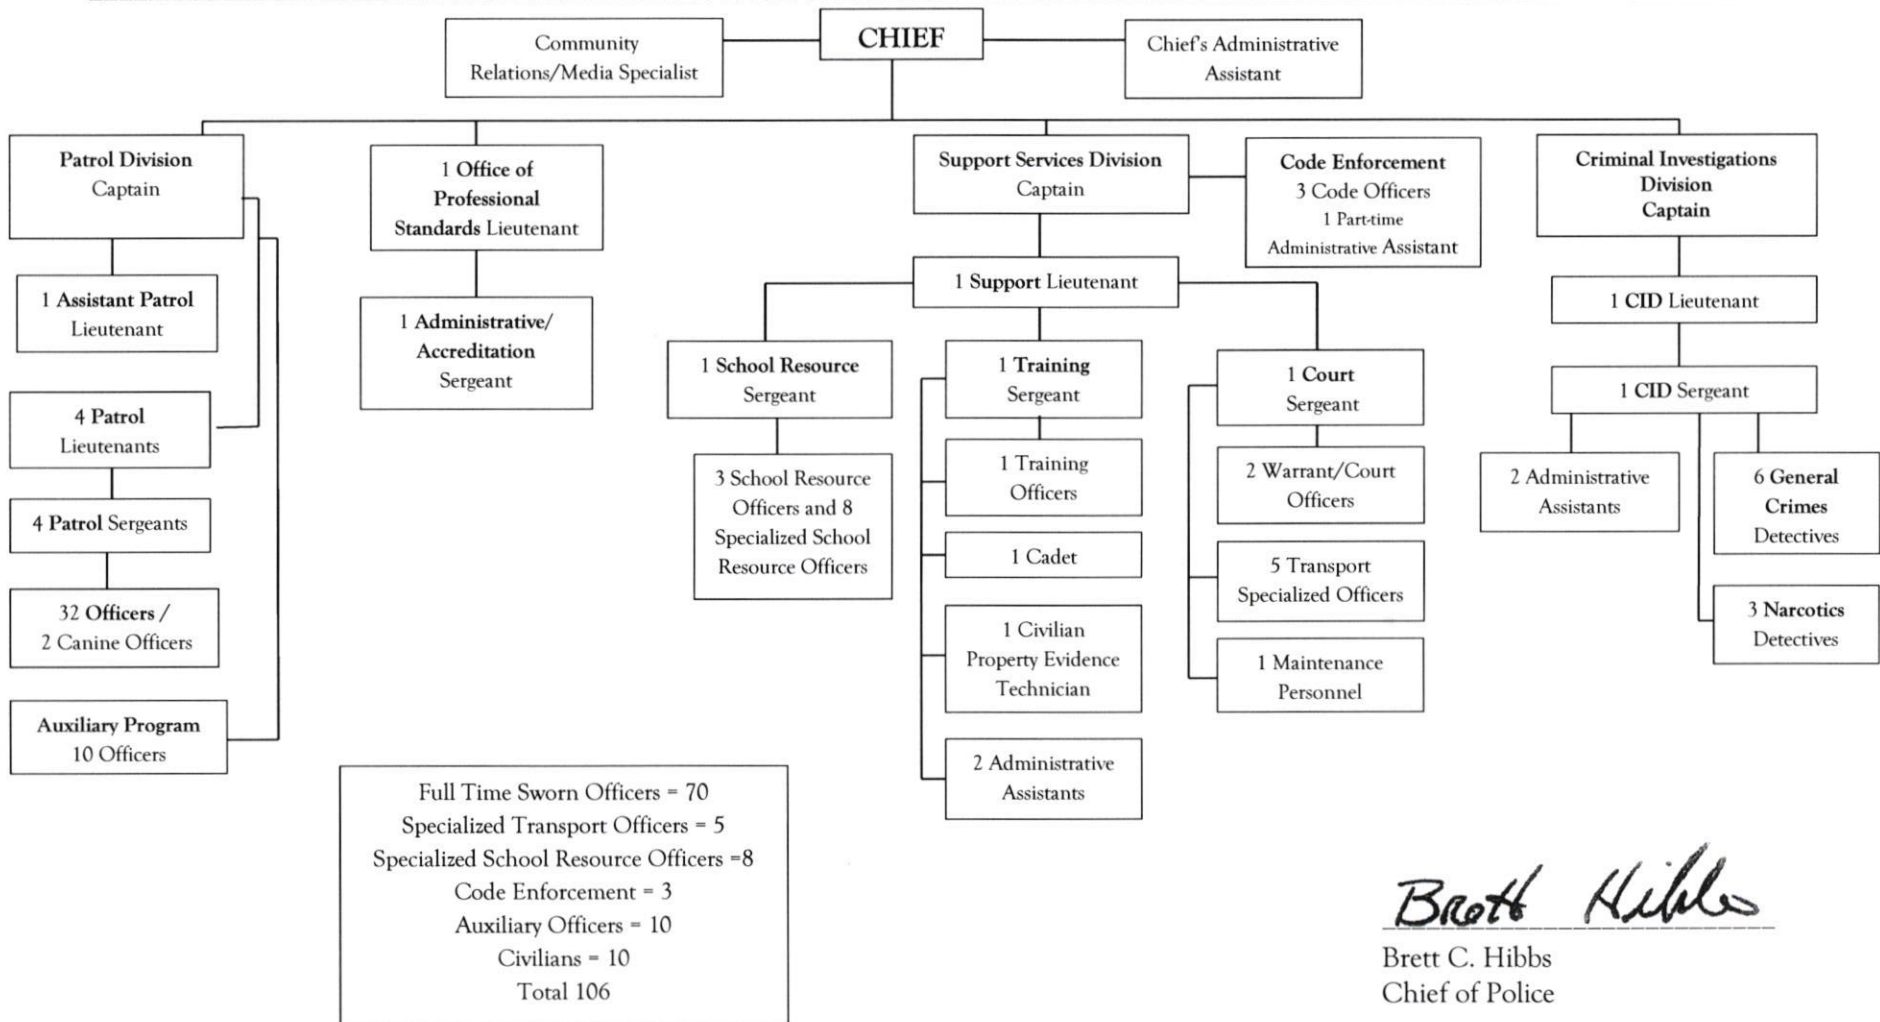 CHIEF
Community
Relations/Media Specialist
Chief's Administrative
Assistant
Patrol Division
Captain
1 Assistant Patrol
Lieutenant
4 Patrol
Lieutenants
4 Patrol Sergeants
32 Officers /
2 Canine Officers
Auxiliary Program
10 Officers
1 Office of
Professional
Standards Lieutenant
1 Administrative/
Accreditation
Sergeant
Support Services Division
Captain
Code Enforcement
3 Code Officers
1 Part-time
Administrative Assistant
1 Support Lieutenant
1 School Resource
Sergeant
3 School Resource
Officers and 8
Specialized School
Resource Officers
1 Training
Sergeant
1 Training
Officers
1 Cadet
1 Civilian
Property Evidence
Technician
2 Administrative
Assistants
1 Court
Sergeant
2 Warrant/Court
Officers
5 Transport
Specialized Officers
1 Maintenance
Personnel
Criminal Investigations
Division
Captain
1 CID Lieutenant
1 CID Sergeant
2 Administrative
Assistants
6 General
Crimes
Detectives
3 Narcotics
Detectives
Full Time Sworn Officers = 70
Specialized Transport Officers = 5
Specialized School Resource Officers =8
Code Enforcement = 3
Auxiliary Officers = 10
Civilians = 10
Total 106
Brett Hibbs
Brett C. Hibbs
Chief of Police